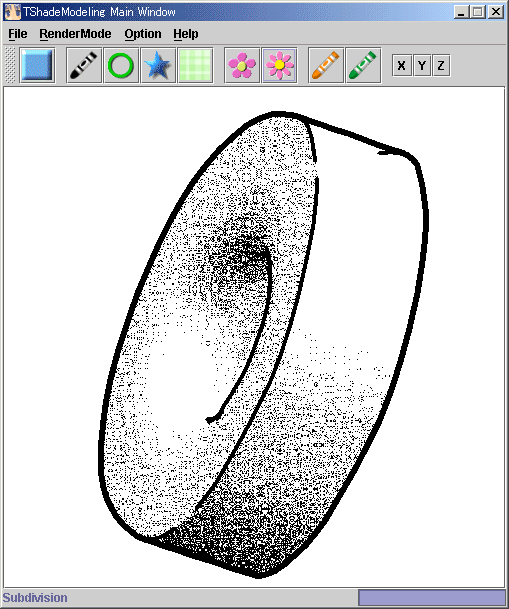 TShadeModeling Main Window
File RenderMode Option Help
X Y Z
Subdivision